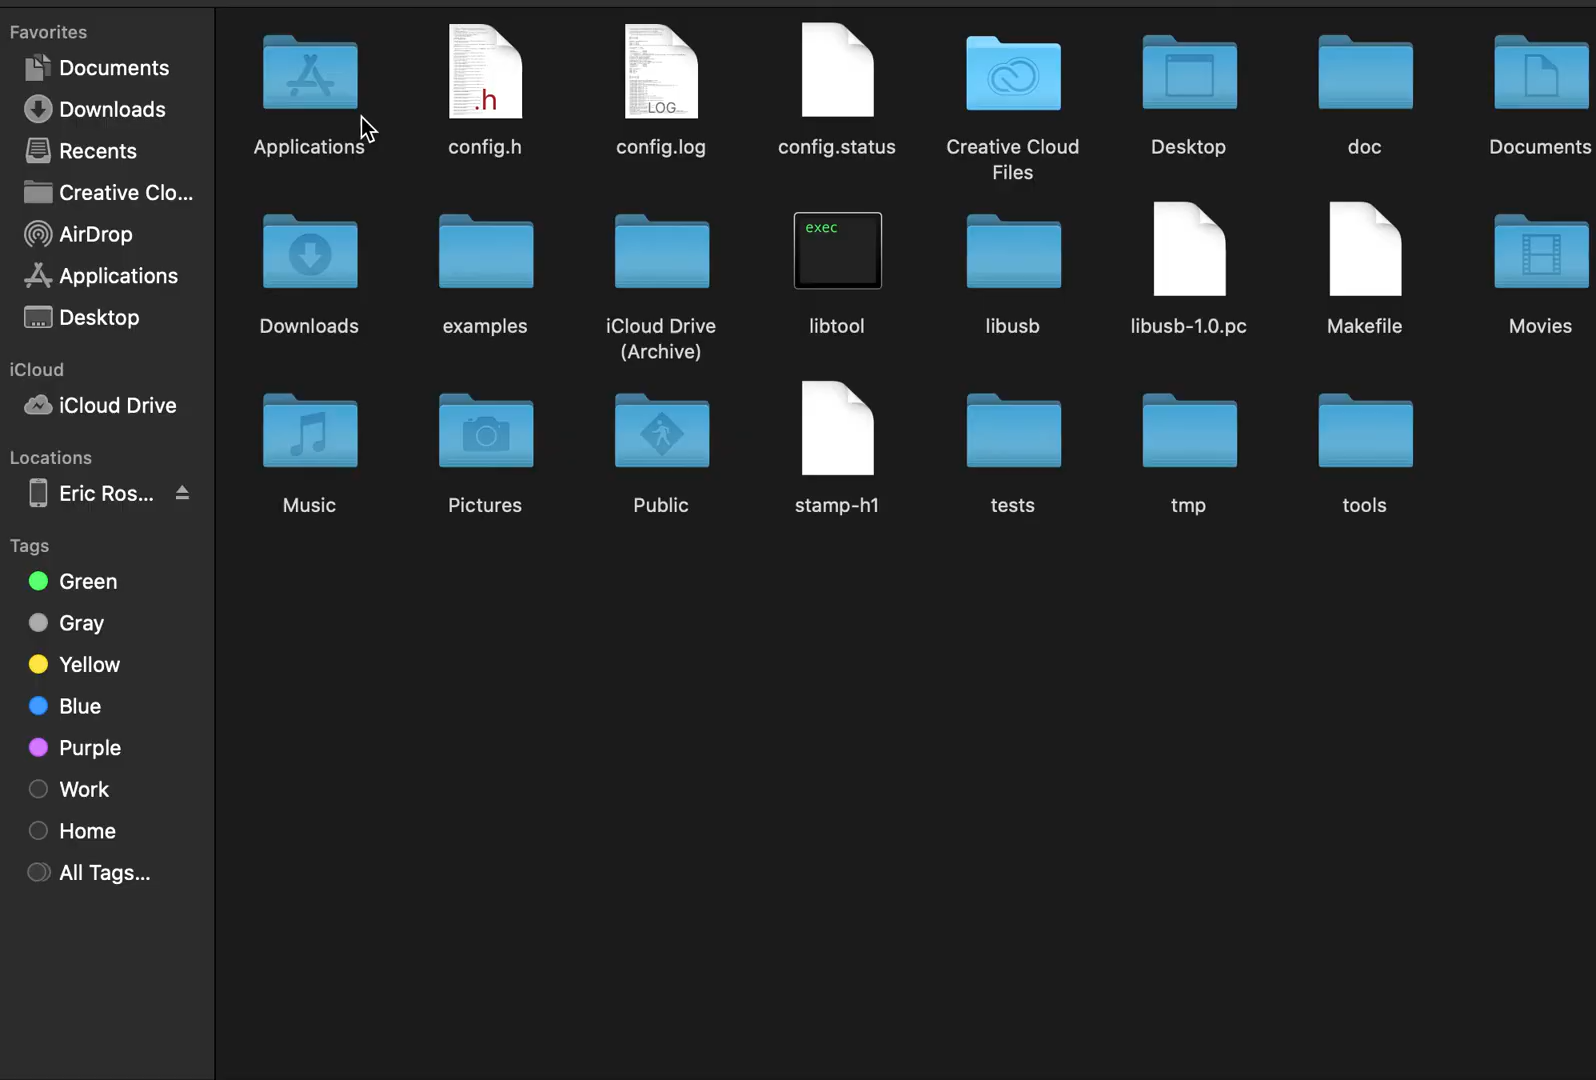 Favorites
Documents
Downloads
Recents
Creative Clo...
AirDrop
Applications
Desktop
iCloud
iCloud Drive
Locations
Eric Ros...
Tags
Green
Gray
Yellow
Blue
Purple
Work
Home
All Tags...
.h
LOG
Applications
config.h
config.log
config.status
Creative Cloud
Files
Desktop
doc
Documents
exec
Downloads
examples
iCloud Drive
(Archive)
libtool
libusb
libusb-1.0.pc
Makefile
Movies
Music
Pictures
Public
stamp-h1
tests
tmp
tools